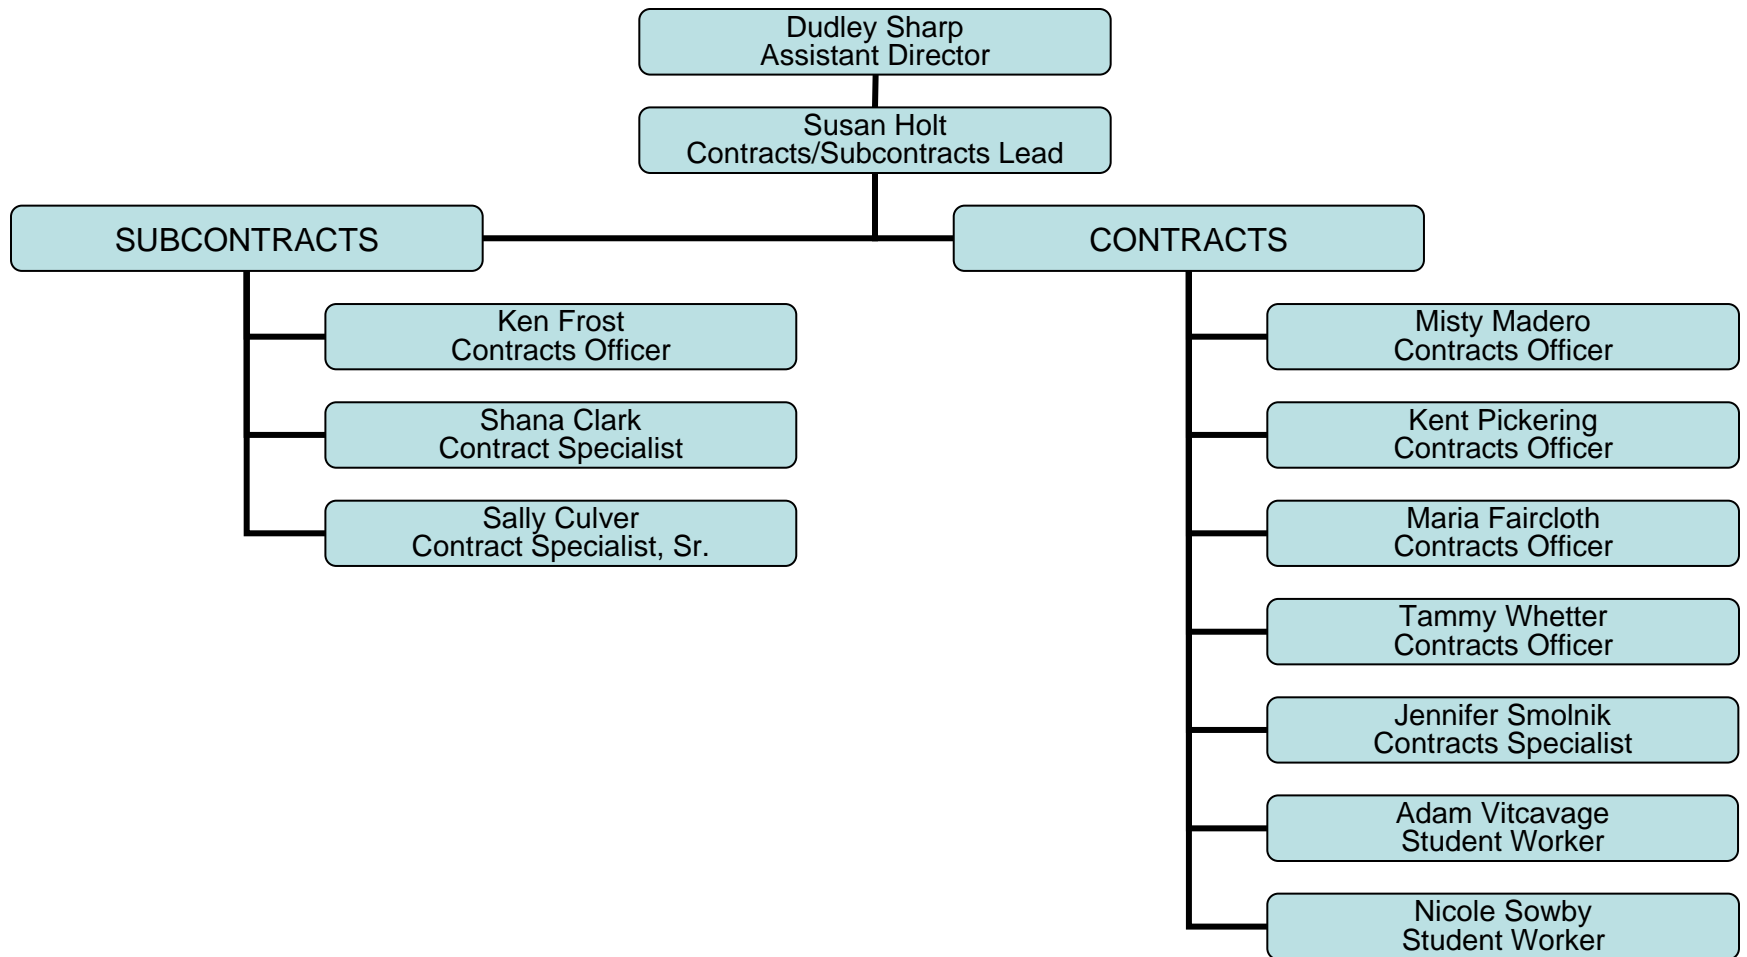 Dudley Sharp
Assistant Director
Susan Holt
Contracts/Subcontracts Lead
SUBCONTRACTS
CONTRACTS
Ken Frost
Contracts Officer
Shana Clark
Contract Specialist
Sally Culver
Contract Specialist, Sr.
Misty Madero
Contracts Officer
Kent Pickering
Contracts Officer
Maria Faircloth
Contracts Officer
Tammy Whetter
Contracts Officer
Jennifer Smolnik
Contracts Specialist
Adam Vitcavage
Student Worker
Nicole Sowby
Student Worker